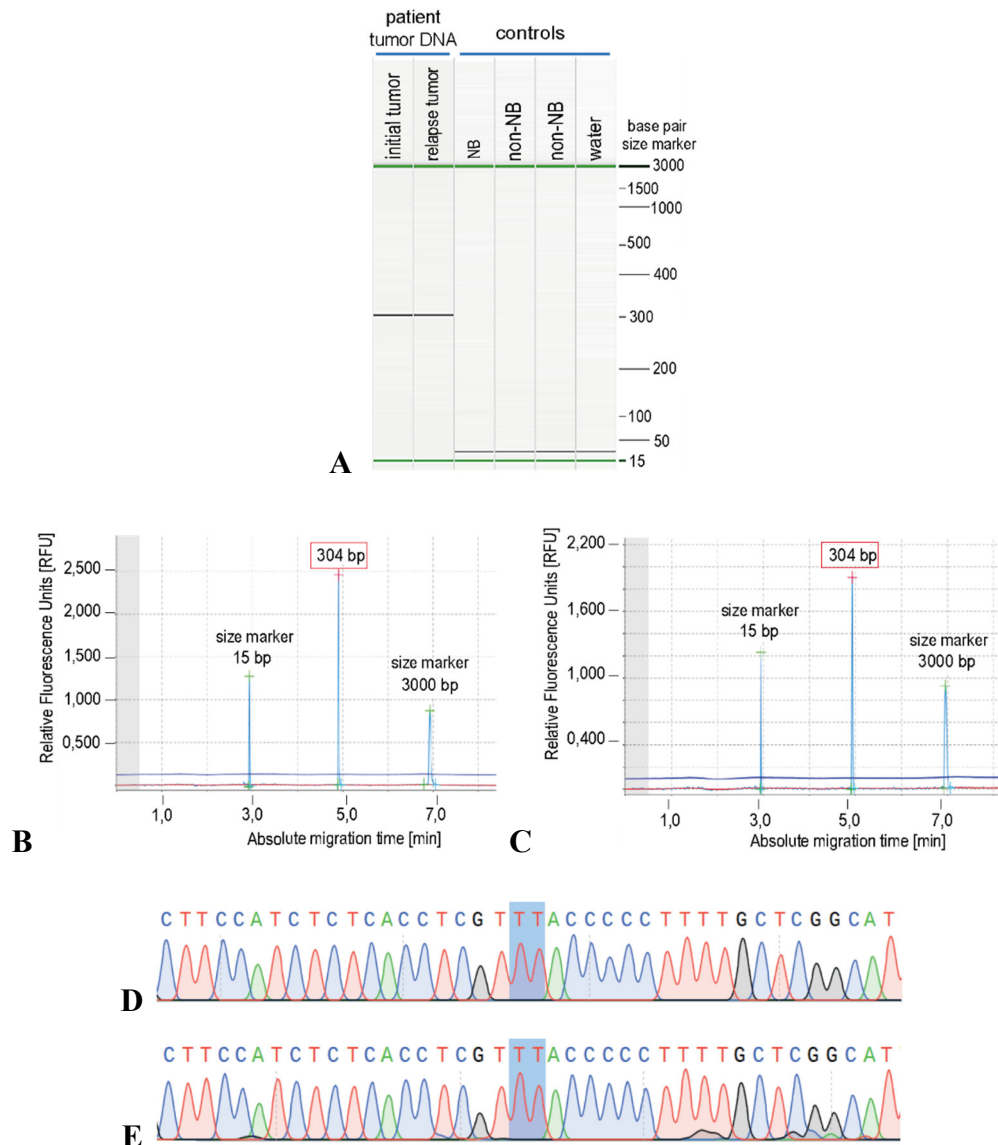 patient
tumor DNA
controls
initial tumor
relapse tumor
NB
non-NB
non-NB
water
base pair
size marker
3000
1500
1000
500
400
300
200
100
50
15
A
Relative Fluorescence Units [RFU]
2,500
2,000
1,500
1,000
0,500
304 bp
size marker
15 bp
size marker
3000 bp
1,0 3,0 5,0 7,0
Absolute migration time [min]
B
Relative Fluorescence Units [RFU]
2,200
1,600
1,000
0,400
304 bp
size marker
15 bp
size marker
3000 bp
1,0 3,0 5,0 7,0
Absolute migration time [min]
C
C T T C C A T C T C T C A C C T C G T T T A C C C C C T T T T G C T C G G C A T
D
C T T C C A T C T C T C A C C T C G T T T A C C C C C T T T T G C T C G G C A T
E